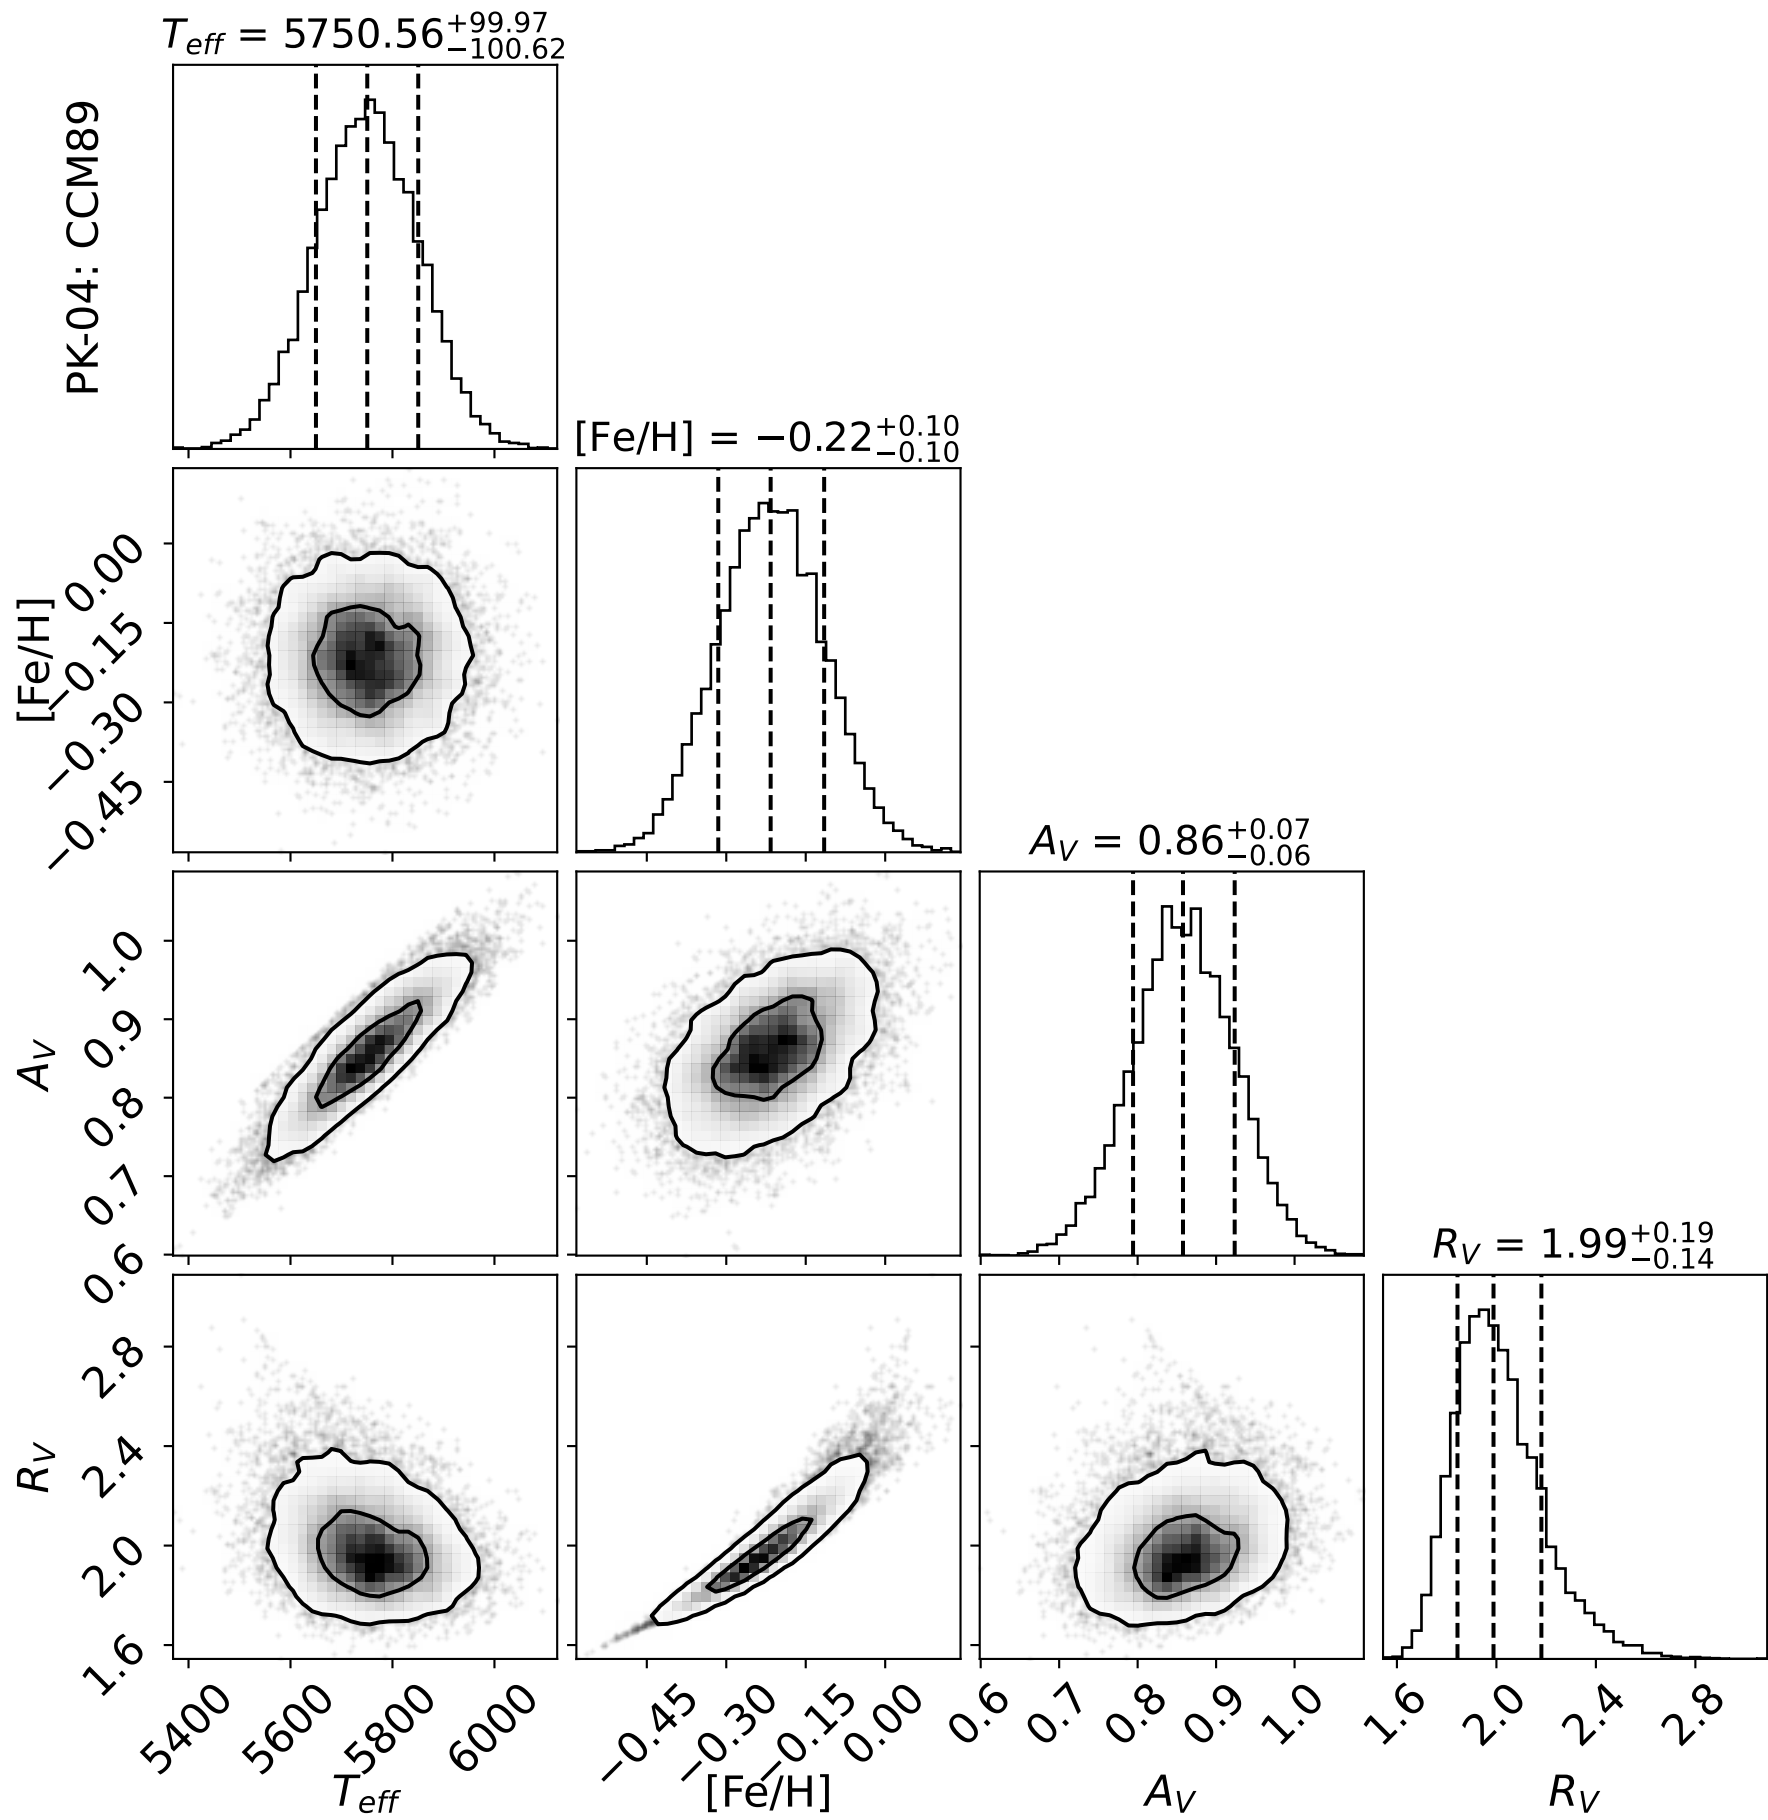 T_eff = 5750.56 +99.97 −100.62
PK-04: CCM89
[Fe/H] = −0.22 +0.10 −0.10
[Fe/H]
0.00
−0.15
−0.30
−0.45
A_V = 0.86 +0.07 −0.06
A_V
1.0
0.9
0.8
0.7
0.6
R_V = 1.99 +0.19 −0.14
R_V
2.8
2.4
2.0
1.6
5400 5600 5800 6000
−0.45 −0.30 −0.15 0.00
0.6 0.7 0.8 0.9 1.0
1.6 2.0 2.4 2.8
T_eff [Fe/H] A_V R_V